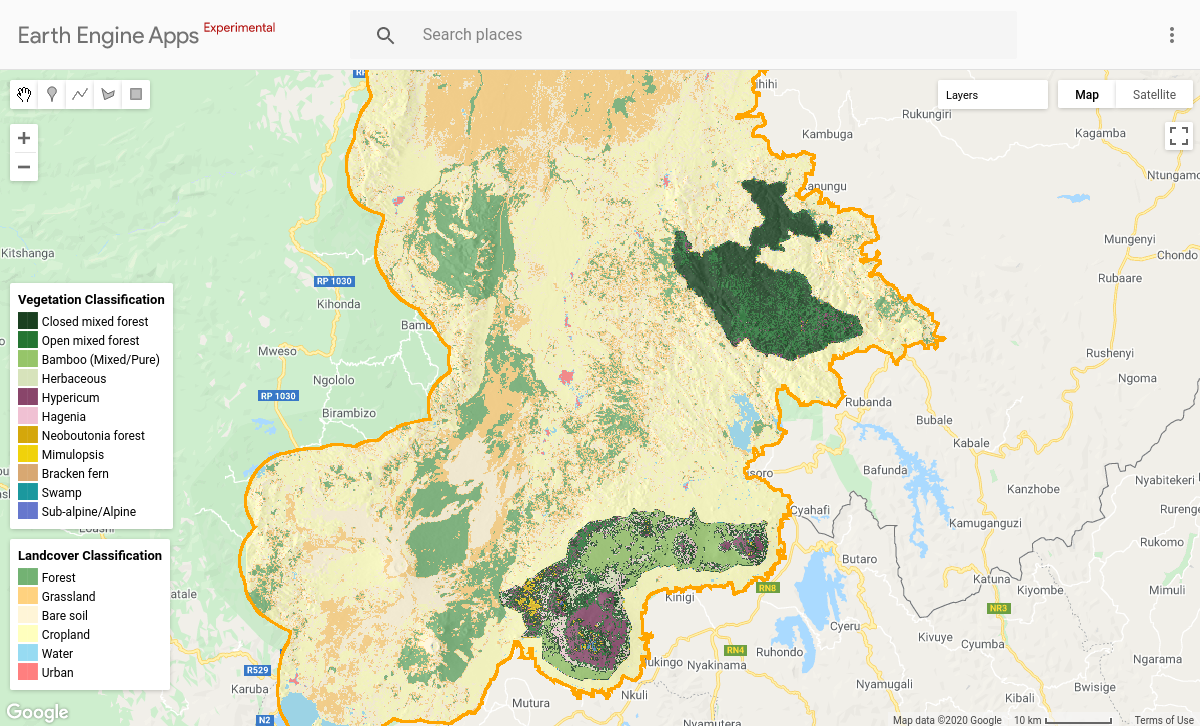 Earth Engine Apps Experimental
Search places
Layers
Map
Satellite
Kambuga
Rukungiri
Kagamba
Ntungamo
Kitshanga
Mungenyi
Chondo
RP 1030
Rubaare
Kihonda
Mweso
Rushenyi
Ngololo
Ngoma
RP 1030
Birambizo
Rubanda
Bubale
Kabale
Bafunda
Nyabitekeri
Kanzhobe
Cyahafi
Kamuganguzi
Rukomo
Butaro
Katuna
Kiyombe
Mulindi
RN8
Kinigi
NR3
Cyeru
Kivuye
Cyumba
RN4
Ruhondo
Nyakinama
Ngarama
Nyamugali
Bwisige
Kibali
Nkuli
Mutura
Nyamutera
R529
Karuba
N2
Vegetation Classification
Closed mixed forest
Open mixed forest
Bamboo (Mixed/Pure)
Herbaceous
Hypericum
Hagenia
Neoboutonia forest
Mimulopsis
Bracken fern
Swamp
Sub-alpine/Alpine
Landcover Classification
Forest
Grassland
Bare soil
Cropland
Water
Urban
Google
Map data ©2020 Google
10 km
Terms of Use